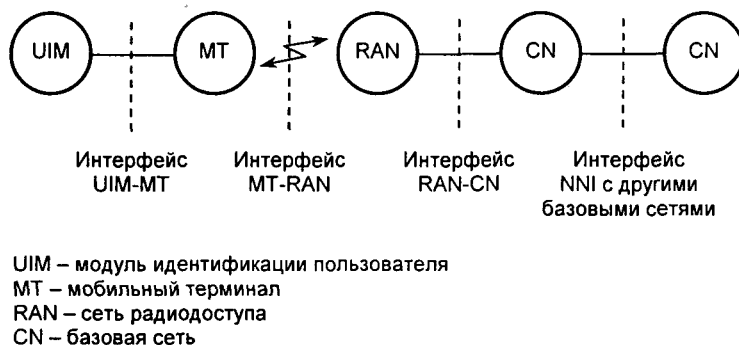 UIM
MT
RAN
CN
CN
Интерфейс
UIM-MT
Интерфейс
MT-RAN
Интерфейс
RAN-CN
Интерфейс
NNI с другими
базовыми сетями
UIM – модуль идентификации пользователя
MT – мобильный терминал
RAN – сеть радиодоступа
CN – базовая сеть